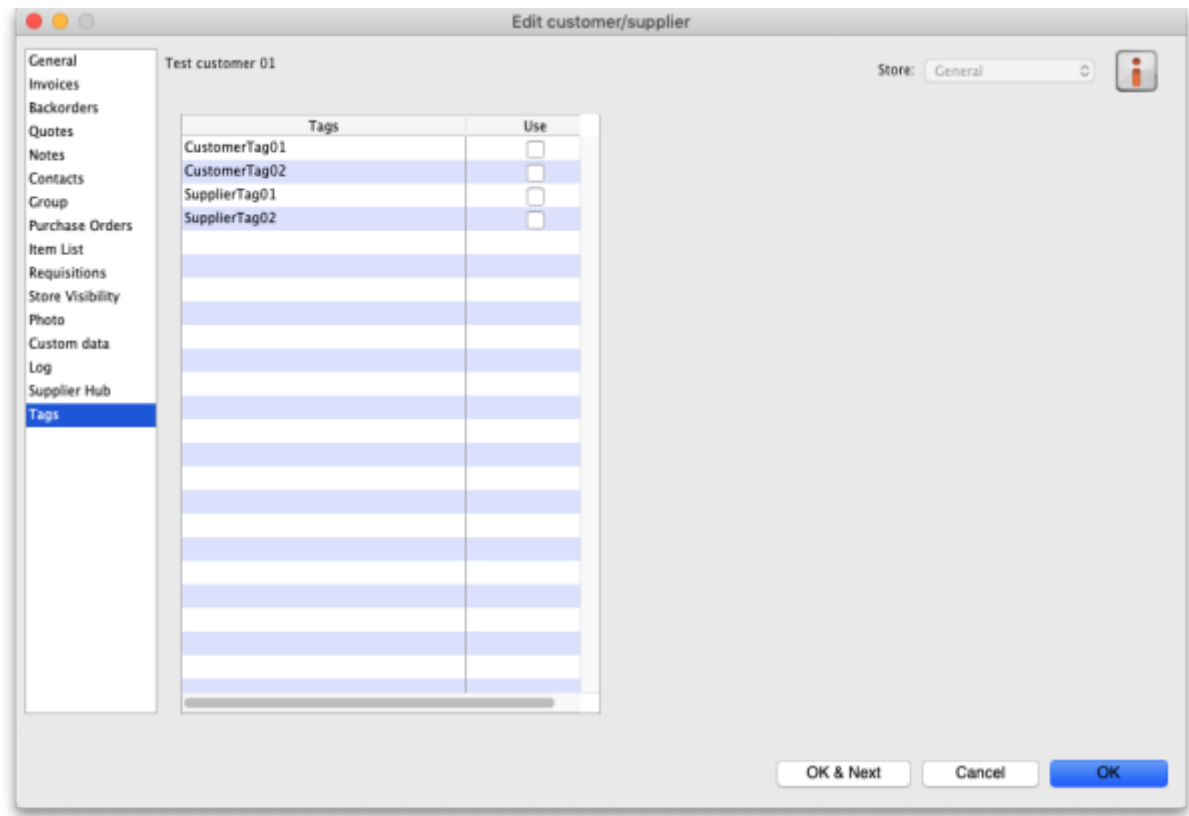 Edit customer/supplier
General
Invoices
Backorders
Quotes
Notes
Contacts
Group
Purchase Orders
Item List
Requisitions
Store Visibility
Photo
Custom data
Log
Supplier Hub
Tags
Test customer 01
Store: General
Tags Use
CustomerTag01
CustomerTag02
SupplierTag01
SupplierTag02
OK & Next Cancel OK